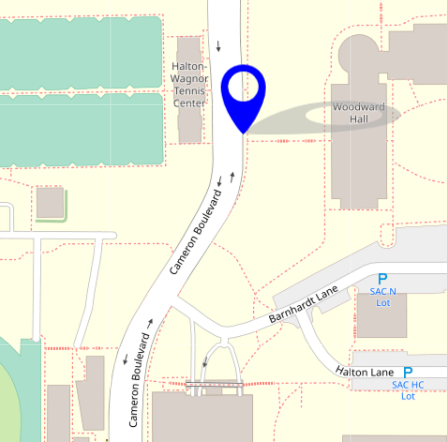 Halton-
Wagnor
Tennis
Center
Woodward
Hall
Cameron Boulevard
Barnhardt Lane
P
SAC N
Lot
Cameron Boulevard
Halton Lane
P
SAC HC
Lot